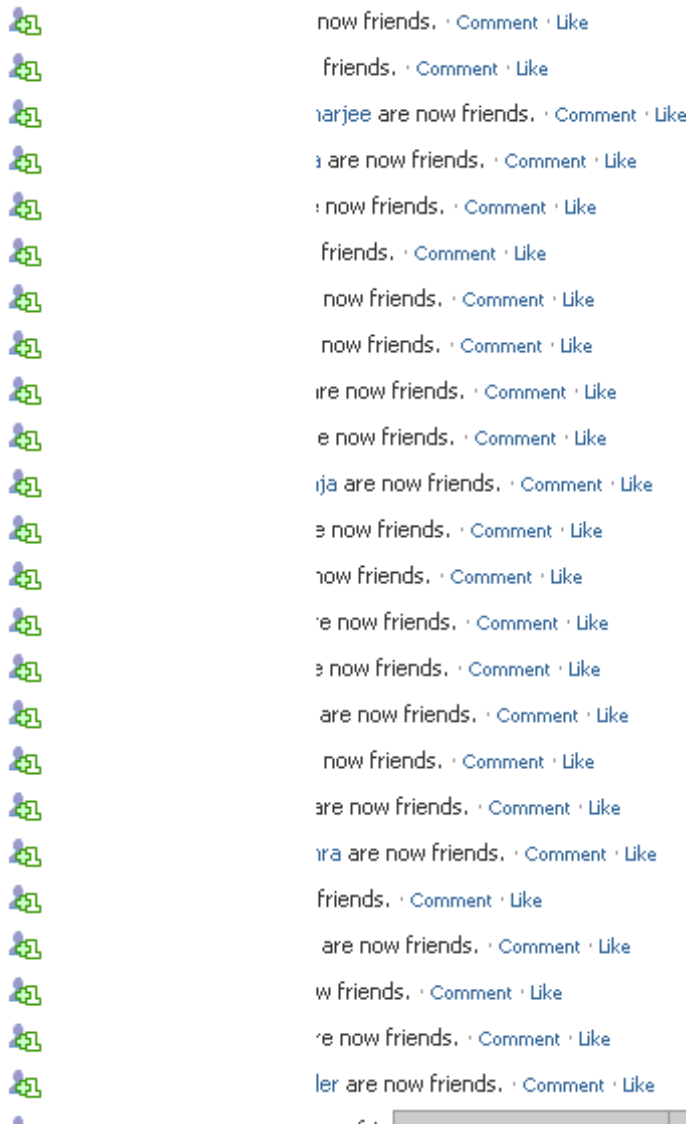 now friends. · Comment · Like
friends. · Comment · Like
harjee are now friends. · Comment · Like
a are now friends. · Comment · Like
now friends. · Comment · Like
friends. · Comment · Like
now friends. · Comment · Like
now friends. · Comment · Like
are now friends. · Comment · Like
e now friends. · Comment · Like
ja are now friends. · Comment · Like
e now friends. · Comment · Like
now friends. · Comment · Like
re now friends. · Comment · Like
e now friends. · Comment · Like
are now friends. · Comment · Like
now friends. · Comment · Like
are now friends. · Comment · Like
ra are now friends. · Comment · Like
friends. · Comment · Like
are now friends. · Comment · Like
w friends. · Comment · Like
re now friends. · Comment · Like
ler are now friends. · Comment · Like